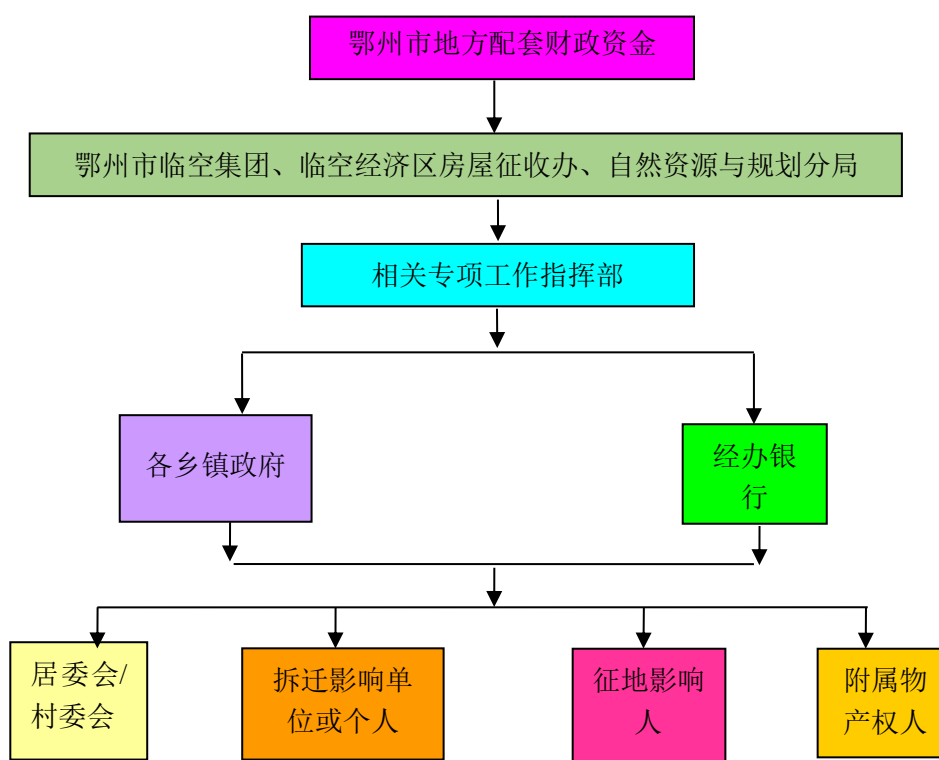 鄂州市地方配套财政资金
鄂州市临空集团、临空经济区房屋征收办、自然资源与规划分局
相关专项工作指挥部
各乡镇政府
经办银
行
居委会/
村委会
拆迁影响单
位或个人
征地影响
人
附属物
产权人